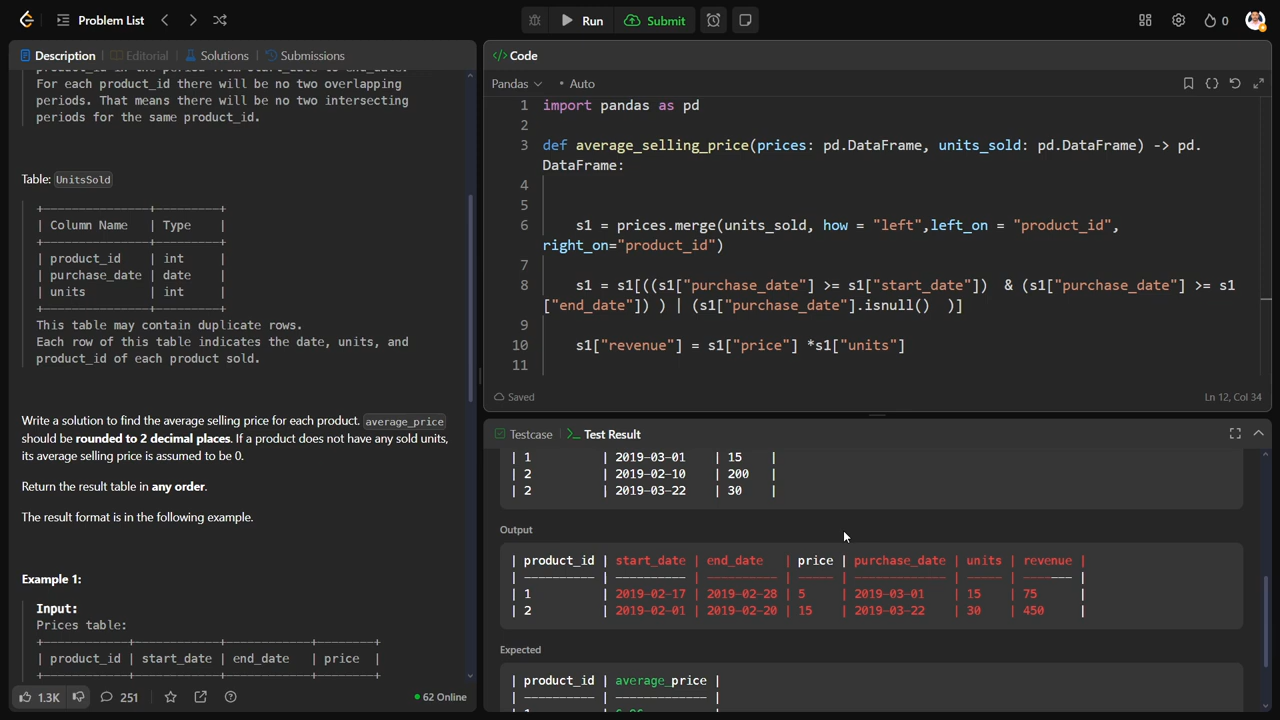 Problem List
Run
Submit
0
Description
Editorial
Solutions
Submissions
For each product_id there will be no two overlapping
periods. That means there will be no two intersecting
periods for the same product_id.
Table: UnitsSold
+---------------+---------+
| Column Name | Type |
+---------------+---------+
| product_id | int |
| purchase_date | date |
| units | int |
+---------------+---------+
This table may contain duplicate rows.
Each row of this table indicates the date, units, and
product_id of each product sold.
Write a solution to find the average selling price for each product. average_price
should be rounded to 2 decimal places. If a product does not have any sold units,
its average selling price is assumed to be 0.
Return the result table in any order.
The result format is in the following example.
Example 1:
Input:
Prices table:
+------------+------------+------------+--------+
| product_id | start_date | end_date | price |
+------------+------------+------------+--------+
1.3K
251
62 Online
</> Code
Pandas
• Auto
1 import pandas as pd
2
3 def average_selling_price(prices: pd.DataFrame, units_sold: pd.DataFrame) -> pd.
DataFrame:
4
5
6 s1 = prices.merge(units_sold, how = "left",left_on = "product_id",
right_on="product_id")
7
8 s1 = s1[((s1["purchase_date"] >= s1["start_date"]) & (s1["purchase_date"] >= s1
["end_date"]) ) | (s1["purchase_date"].isnull() )]
9
10 s1["revenue"] = s1["price"] *s1["units"]
11
Saved
Ln 12, Col 34
Testcase
>_ Test Result
| 1 | 2019-03-01 | 15 |
| 2 | 2019-02-10 | 200 |
| 2 | 2019-03-22 | 30 |
Output
| product_id | start_date | end_date | price | purchase_date | units | revenue |
| ---------- | ---------- | ---------- | ----- | ------------- | ----- | ------- |
| 1 | 2019-02-17 | 2019-02-28 | 5 | 2019-03-01 | 15 | 75 |
| 2 | 2019-02-01 | 2019-02-20 | 15 | 2019-03-22 | 30 | 450 |
Expected
| product_id | average_price |
| ---------- | ------------- |